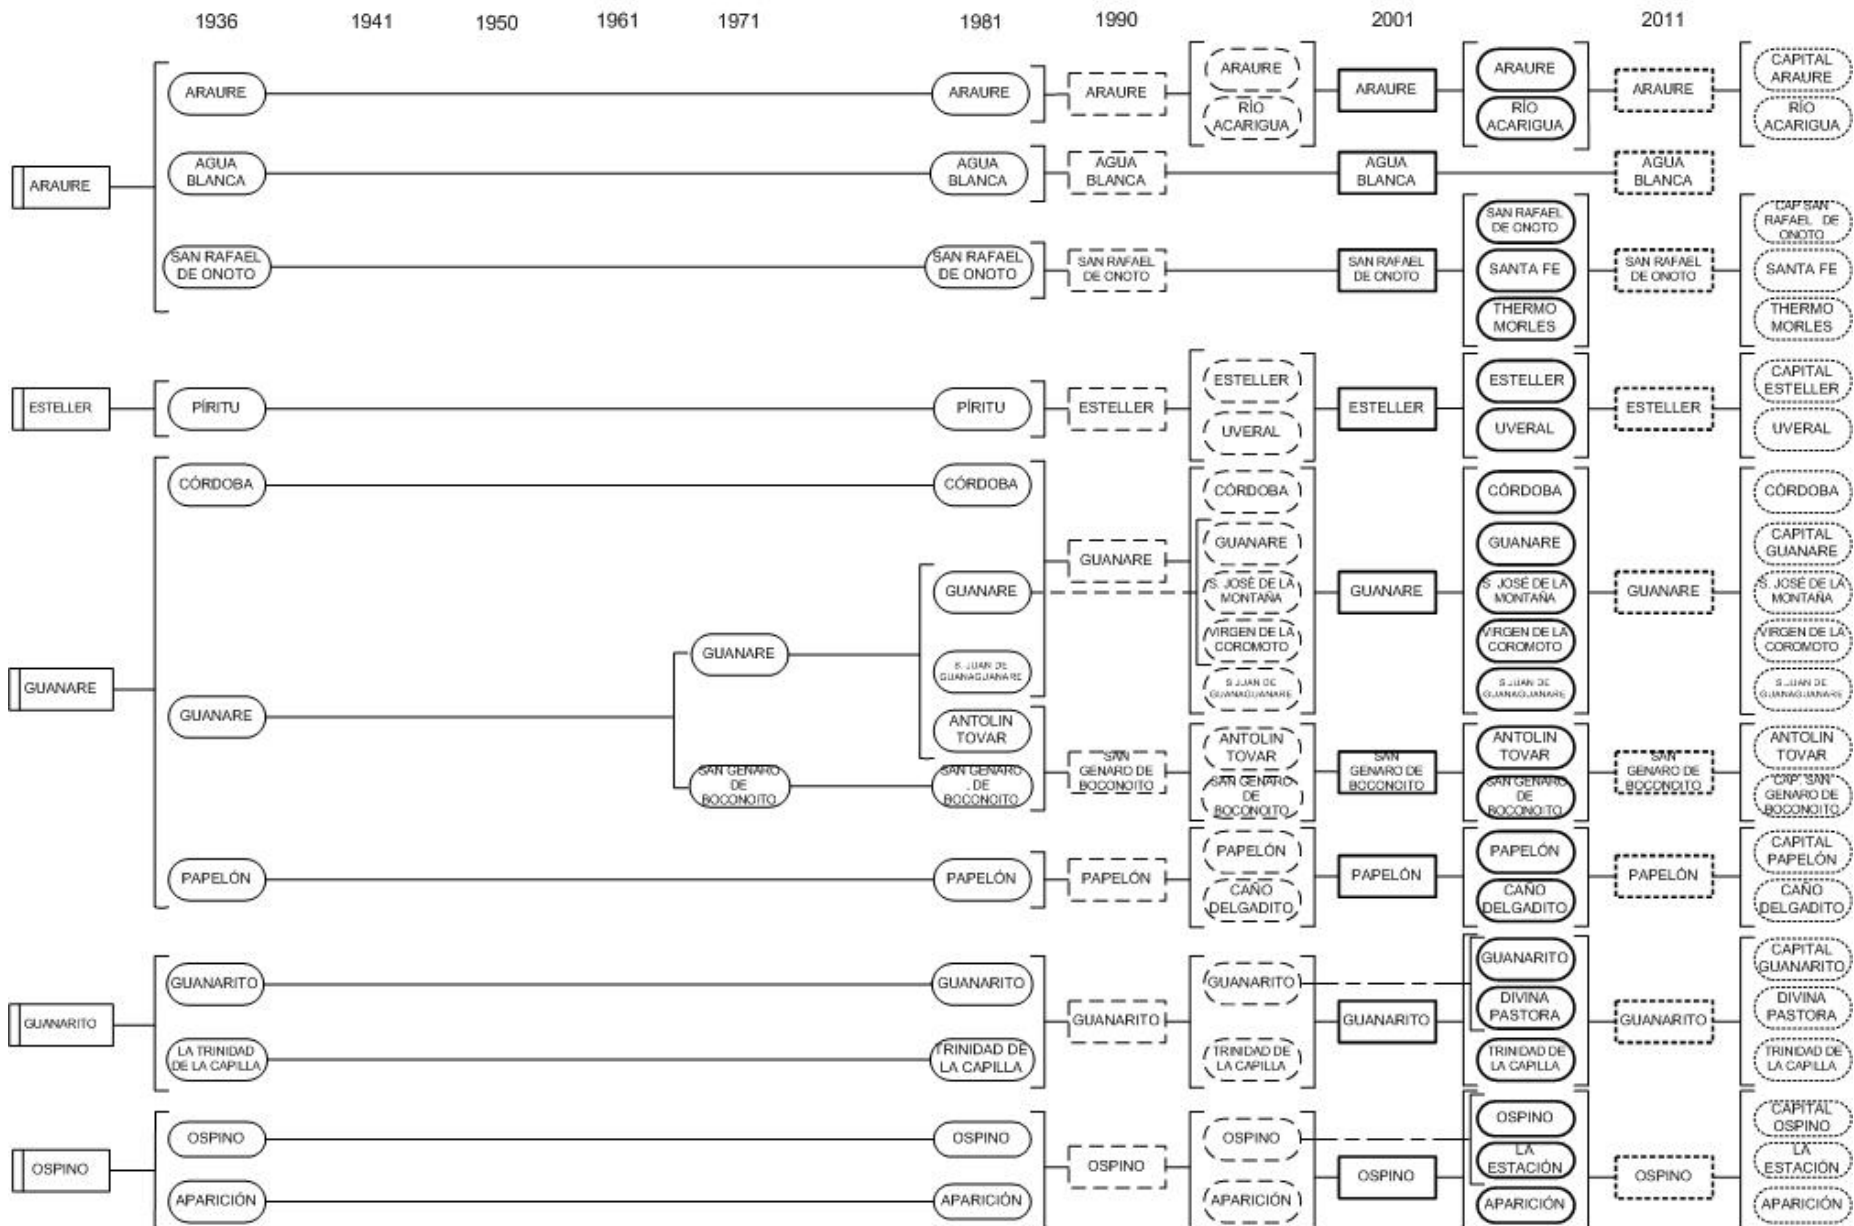 1936 1941 1950 1961 1971 1981 1990 2001 2011
ARAURE
ARAURE
ARAURE
ARAURE
ARAURE
RÍO
ACARIGUA
ARAURE
ARAURE
RÍO
ACARIGUA
ARAURE
CAPITAL
ARAURE
RÍO
ACARIGUA
AGUA
BLANCA
AGUA
BLANCA
AGUA
BLANCA
AGUA
BLANCA
AGUA
BLANCA
SAN RAFAEL
DE ONOTO
SAN RAFAEL
DE ONOTO
SAN RAFAEL
DE ONOTO
SAN RAFAEL
DE ONOTO
SAN RAFAEL
DE ONOTO
SANTA FE
THERMO
MORLES
SAN RAFAEL
DE ONOTO
CAP SAN
RAFAEL DE
ONOTO
SANTA FE
THERMO
MORLES
ESTELLER
PÍRITU
PÍRITU
ESTELLER
ESTELLER
UVERAL
ESTELLER
ESTELLER
UVERAL
ESTELLER
CAPITAL
ESTELLER
UVERAL
GUANARE
CÓRDOBA
CÓRDOBA
GUANARE
GUANARE
GUANARE
S. JUAN DE
GUANAGUANARE
ANTOLIN
TOVAR
SAN GENARO
DE
BOCONOITO
SAN GENARO
. DE
BOCONOITO
GUANARE
CÓRDOBA
GUANARE
S. JOSÉ DE LA
MONTAÑA
VIRGEN DE LA
COROMOTO
S JUAN DE
GUANAGUANARE
GUANARE
CÓRDOBA
GUANARE
S. JOSÉ DE LA
MONTAÑA
VIRGEN DE LA
COROMOTO
S JUAN DE
GUANAGUANARE
GUANARE
CÓRDOBA
CAPITAL
GUANARE
S. JOSÉ DE LA
MONTAÑA
VIRGEN DE LA
COROMOTO
S JUAN DE
GUANAGUANARE
SAN
GENARO DE
BOCONOITO
ANTOLIN
TOVAR
SAN GENARO
DE
BOCONOITO
SAN
GENARO DE
BOCONOITO
ANTOLIN
TOVAR
SAN GENARO
DE
BOCONOITO
SAN
GENARO DE
BOCONOITO
ANTOLIN
TOVAR
CAP. SAN
GENARO DE
BOCONOITO
PAPELÓN
PAPELÓN
PAPELÓN
PAPELÓN
CAÑO
DELGADITO
PAPELÓN
PAPELÓN
CAÑO
DELGADITO
PAPELÓN
CAPITAL
PAPELÓN
CAÑO
DELGADITO
GUANARITO
GUANARITO
LA TRINIDAD
DE LA CAPILLA
GUANARITO
TRINIDAD DE
LA CAPILLA
GUANARITO
GUANARITO
TRINIDAD DE
LA CAPILLA
GUANARITO
GUANARITO
DIVINA
PASTORA
TRINIDAD DE
LA CAPILLA
GUANARITO
CAPITAL
GUANARITO
DIVINA
PASTORA
TRINIDAD DE
LA CAPILLA
OSPINO
OSPINO
APARICIÓN
OSPINO
APARICIÓN
OSPINO
OSPINO
APARICIÓN
OSPINO
OSPINO
LA
ESTACIÓN
APARICIÓN
OSPINO
CAPITAL
OSPINO
LA
ESTACIÓN
APARICIÓN